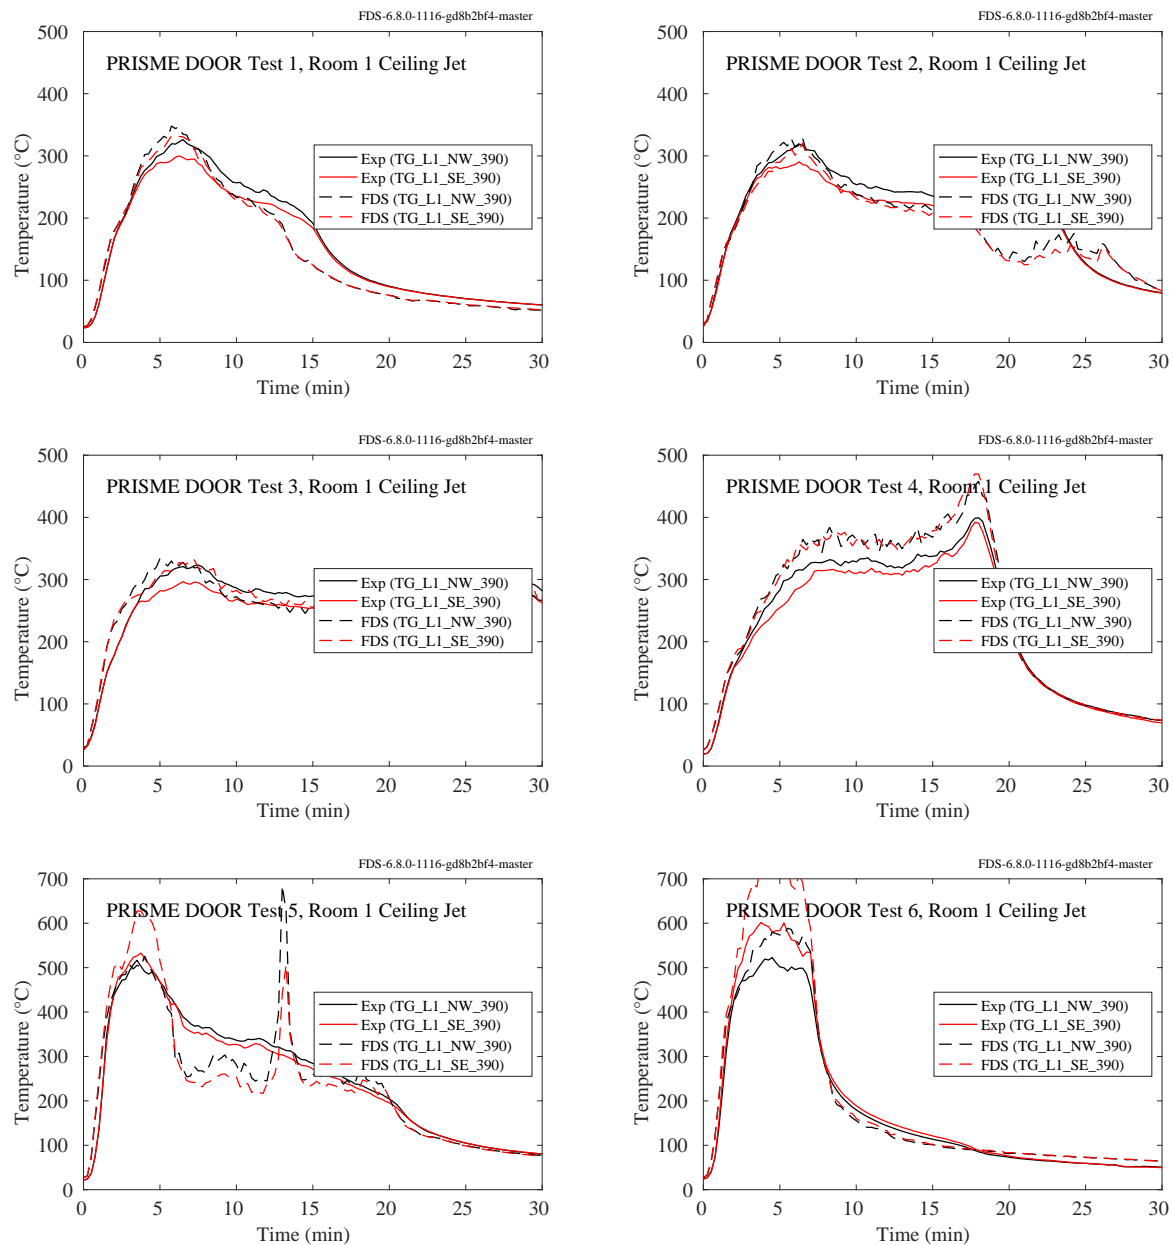 FDS-6.8.0-1116-gd8b2bf4-master
PRISME DOOR Test 1, Room 1 Ceiling Jet
Temperature (°C)
500
400
300
200
100
0
Exp (TG_L1_NW_390)
Exp (TG_L1_SE_390)
FDS (TG_L1_NW_390)
FDS (TG_L1_SE_390)
0 5 10 15 20 25 30
Time (min)
FDS-6.8.0-1116-gd8b2bf4-master
PRISME DOOR Test 2, Room 1 Ceiling Jet
Temperature (°C)
500
400
300
200
100
0
Exp (TG_L1_NW_390)
Exp (TG_L1_SE_390)
FDS (TG_L1_NW_390)
FDS (TG_L1_SE_390)
0 5 10 15 20 25 30
Time (min)
FDS-6.8.0-1116-gd8b2bf4-master
PRISME DOOR Test 3, Room 1 Ceiling Jet
Temperature (°C)
500
400
300
200
100
0
Exp (TG_L1_NW_390)
Exp (TG_L1_SE_390)
FDS (TG_L1_NW_390)
FDS (TG_L1_SE_390)
0 5 10 15 20 25 30
Time (min)
FDS-6.8.0-1116-gd8b2bf4-master
PRISME DOOR Test 4, Room 1 Ceiling Jet
Temperature (°C)
500
400
300
200
100
0
Exp (TG_L1_NW_390)
Exp (TG_L1_SE_390)
FDS (TG_L1_NW_390)
FDS (TG_L1_SE_390)
0 5 10 15 20 25 30
Time (min)
FDS-6.8.0-1116-gd8b2bf4-master
PRISME DOOR Test 5, Room 1 Ceiling Jet
Temperature (°C)
700
600
500
400
300
200
100
0
Exp (TG_L1_NW_390)
Exp (TG_L1_SE_390)
FDS (TG_L1_NW_390)
FDS (TG_L1_SE_390)
0 5 10 15 20 25 30
Time (min)
FDS-6.8.0-1116-gd8b2bf4-master
PRISME DOOR Test 6, Room 1 Ceiling Jet
Temperature (°C)
700
600
500
400
300
200
100
0
Exp (TG_L1_NW_390)
Exp (TG_L1_SE_390)
FDS (TG_L1_NW_390)
FDS (TG_L1_SE_390)
0 5 10 15 20 25 30
Time (min)